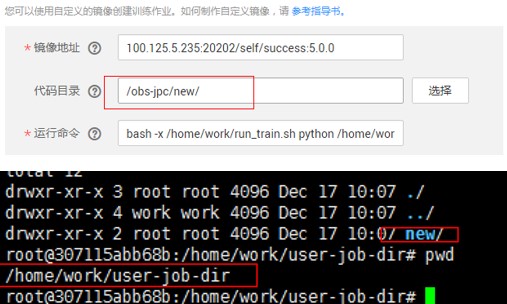 您可以使用自定义的镜像创建训练作业。如何制作自定义镜像，请 参考指导书。
* 镜像地址 ? 100.125.5.235:20202/self/success:5.0.0
代码目录 ? /obs-jpc/new/ 选择
* 运行命令 ? bash -x /home/work/run_train.sh python /home/wor
total 12
drwxr-xr-x 3 root root 4096 Dec 17 10:07 ./
drwxr-xr-x 4 work work 4096 Dec 17 10:07 ../
drwxr-xr-x 2 root root 4096 Dec 17 10:07 new/
root@307115abb68b:/home/work/user-job-dir# pwd
/home/work/user-job-dir
root@307115abb68b:/home/work/user-job-dir#